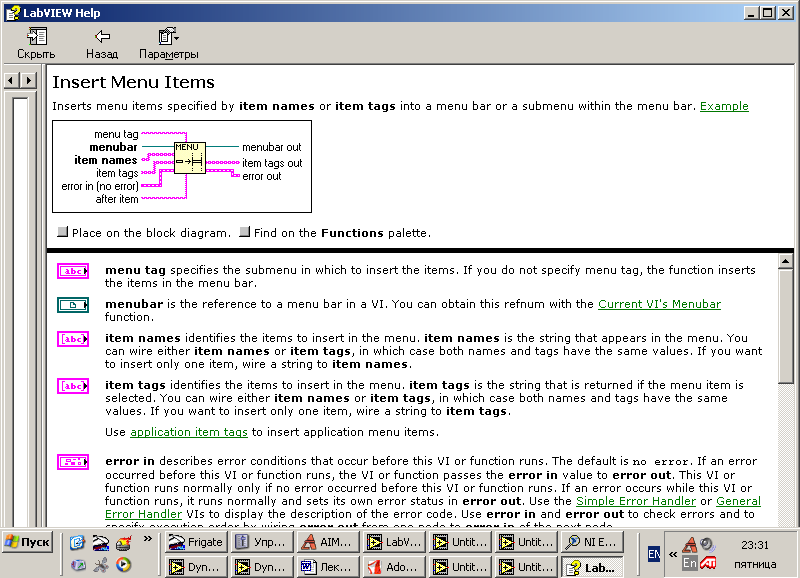 LabVIEW Help
Скрыть Назад Параметры
Insert Menu Items
Inserts menu items specified by item names or item tags into a menu bar or a submenu within the menu bar. Example
menu tag
menubar
item names
item tags
error in (no error)
after item
MENU
menubar out
item tags out
error out
Place on the block diagram. Find on the Functions palette.
abc
menu tag specifies the submenu in which to insert the items. If you do not specify menu tag, the function inserts
the items in the menu bar.
menubar is the reference to a menu bar in a VI. You can obtain this refnum with the Current VI's Menubar
function.
[abc]
item names identifies the items to insert in the menu. item names is the string that appears in the menu. You
can wire either item names or item tags, in which case both names and tags have the same values. If you want
to insert only one item, wire a string to item names.
[abc]
item tags identifies the items to insert in the menu. item tags is the string that is returned if the menu item is
selected. You can wire either item names or item tags, in which case both names and tags have the same
values. If you want to insert only one item, wire a string to item tags.
Use application item tags to insert application menu items.
error in describes error conditions that occur before this VI or function runs. The default is no error. If an error
occurred before this VI or function runs, the VI or function passes the error in value to error out. This VI or
function runs normally only if no error occurred before this VI or function runs. If an error occurs while this VI or
function runs, it runs normally and sets its own error status in error out. Use the Simple Error Handler or General
Error Handler VIs to display the description of the error code. Use error in and error out to check errors and to
specify execution order by wiring error out from one node to error in of the next node.
Пуск
Frigate Упр... AIM... LabV... Untit... Untit... NI E...
Dyn... Dyn... Лек... Ado... Untit... Untit... Lab...
EN
En
23:31
пятница